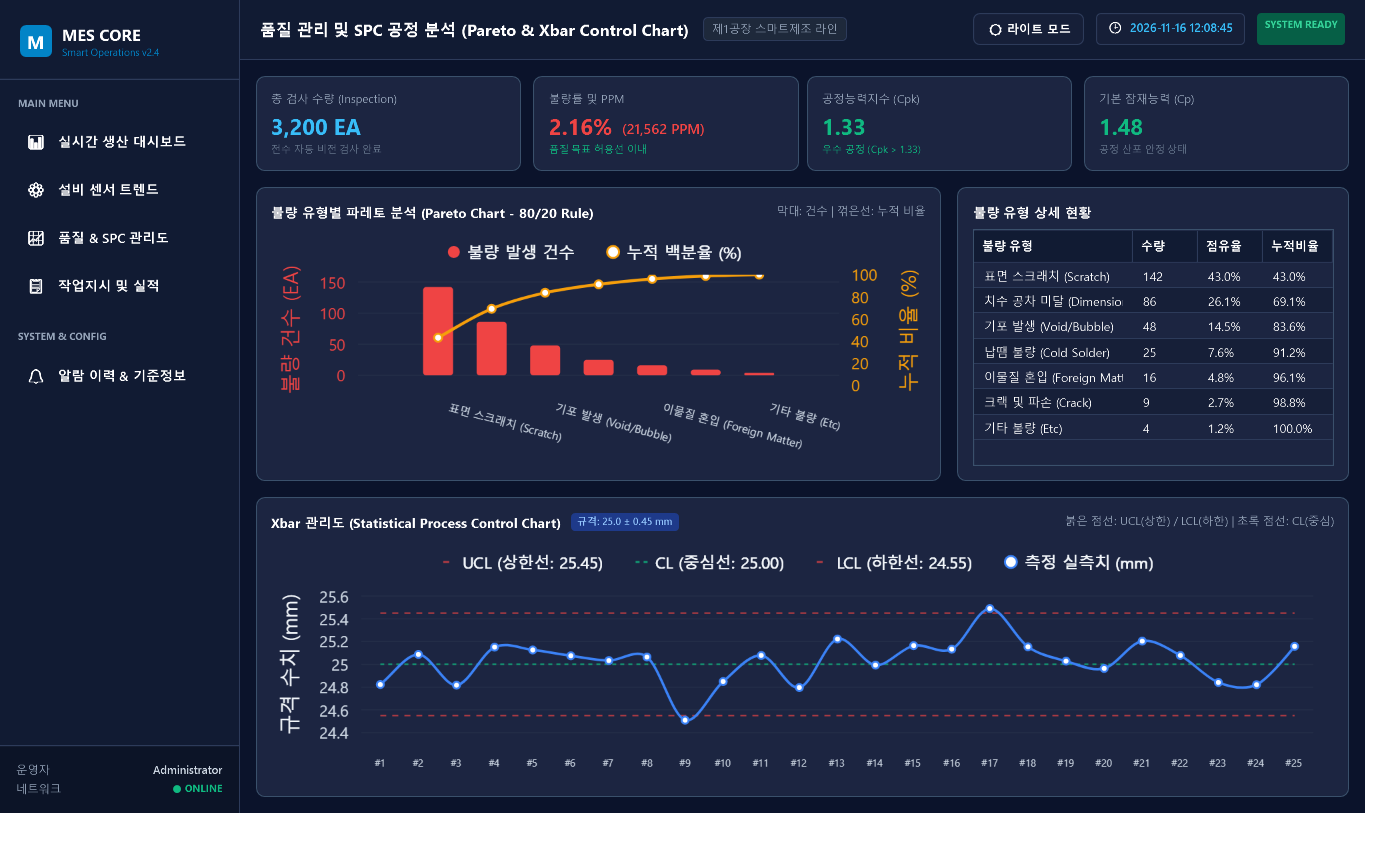 M
MES CORE
Smart Operations v2.4
MAIN MENU
실시간 생산 대시보드
설비 센서 트렌드
품질 & SPC 관리도
작업지시 및 실적
SYSTEM & CONFIG
알람 이력 & 기준정보
운영자 Administrator
네트워크 ONLINE
품질 관리 및 SPC 공정 분석 (Pareto & Xbar Control Chart)
제1공장 스마트제조 라인
라이트 모드
2026-11-16 12:08:45
SYSTEM READY
총 검사 수량 (Inspection)
3,200 EA
전수 자동 비전 검사 완료
불량률 및 PPM
2.16% (21,562 PPM)
품질 목표 허용선 이내
공정능력지수 (Cpk)
1.33
우수 공정 (Cpk > 1.33)
기본 잠재능력 (Cp)
1.48
공정 산포 안정 상태
불량 유형별 파레토 분석 (Pareto Chart - 80/20 Rule)
막대: 건수 | 꺾은선: 누적 비율
불량 발생 건수 누적 백분율 (%)
불량 건수 (EA)
150
100
50
0
100
80
60
40
20
0
누적 비율 (%)
표면 스크래치 (Scratch)
기포 발생 (Void/Bubble)
이물질 혼입 (Foreign Matter)
기타 불량 (Etc)
불량 유형 상세 현황
불량 유형 수량 점유율 누적비율
표면 스크래치 (Scratch) 142 43.0% 43.0%
치수 공차 미달 (Dimensio 86 26.1% 69.1%
기포 발생 (Void/Bubble) 48 14.5% 83.6%
납땜 불량 (Cold Solder) 25 7.6% 91.2%
이물질 혼입 (Foreign Matt 16 4.8% 96.1%
크랙 및 파손 (Crack) 9 2.7% 98.8%
기타 불량 (Etc) 4 1.2% 100.0%
Xbar 관리도 (Statistical Process Control Chart)
규격: 25.0 ± 0.45 mm
붉은 점선: UCL(상한) / LCL(하한) | 초록 점선: CL(중심)
UCL (상한선: 25.45) CL (중심선: 25.00) LCL (하한선: 24.55) 측정 실측치 (mm)
규격 수치 (mm)
25.6
25.4
25.2
25
24.8
24.6
24.4
#1 #2 #3 #4 #5 #6 #7 #8 #9 #10 #11 #12 #13 #14 #15 #16 #17 #18 #19 #20 #21 #22 #23 #24 #25